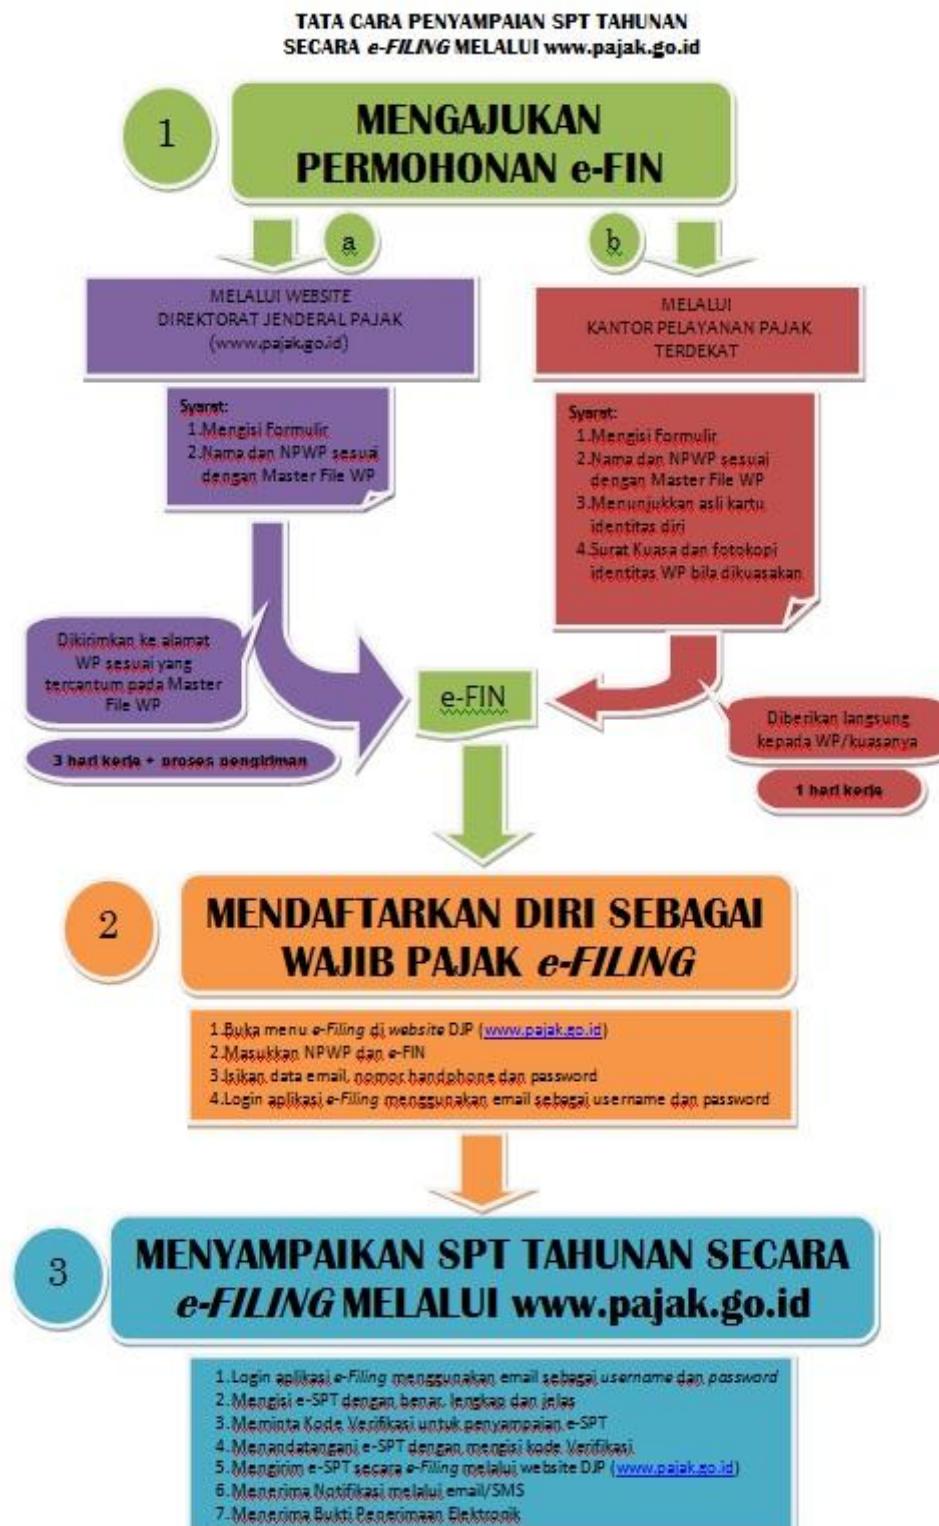 TATA CARA PENYAMPAIAN SPT TAHUNAN
SECARA e-FILING MELALUI www.pajak.go.id
1
MENGAJUKAN
PERMOHONAN e-FIN
a
b
MELALUI WEBSITE
DIREKTORAT JENDERAL PAJAK
(www.pajak.go.id)
Syarat:
1.Mengisi Formulir
2.Nama dan NPWP sesuai
dengan Master File WP
MELALUI
KANTOR PELAYANAN PAJAK
TERDEKAT
Syarat:
1.Mengisi Formulir
2.Nama dan NPWP sesuai
dengan Master File WP
3.Menunjukkan asli kartu
identitas diri
4.Surat Kuasa dan fotokopi
identitas WP bila dikuasakan
Dikirimkan ke alamat
WP sesuai yang
tercantum pada Master
File WP
3 hari kerja + proses pengiriman
e-FIN
Diberikan langsung
kepada WP/kuasanya
1 hari kerja
2
MENDAFTARKAN DIRI SEBAGAI
WAJIB PAJAK e-FILING
1.Buka menu e-Filing di website DJP (www.pajak.go.id)
2.Masukkan NPWP dan e-FIN
3.Isikan data email, nomor handphone dan password
4.Login aplikasi e-Filing menggunakan email sebagai username dan password
3
MENYAMPAIKAN SPT TAHUNAN SECARA
e-FILING MELALUI www.pajak.go.id
1.Login aplikasi e-Filing menggunakan email sebagai username dan password
2.Mengisi e-SPT dengan benar, lengkap dan jelas
3.Meminta Kode Verifikasi untuk penyampaian e-SPT
4.Menandatangani e-SPT dengan mengisi kode Verifikasi
5.Mengirim e-SPT secara e-Filing melalui website DJP (www.pajak.go.id)
6.Menerima Notifikasi melalui email/SMS
7.Menerima Bukti Penerimaan Elektronik